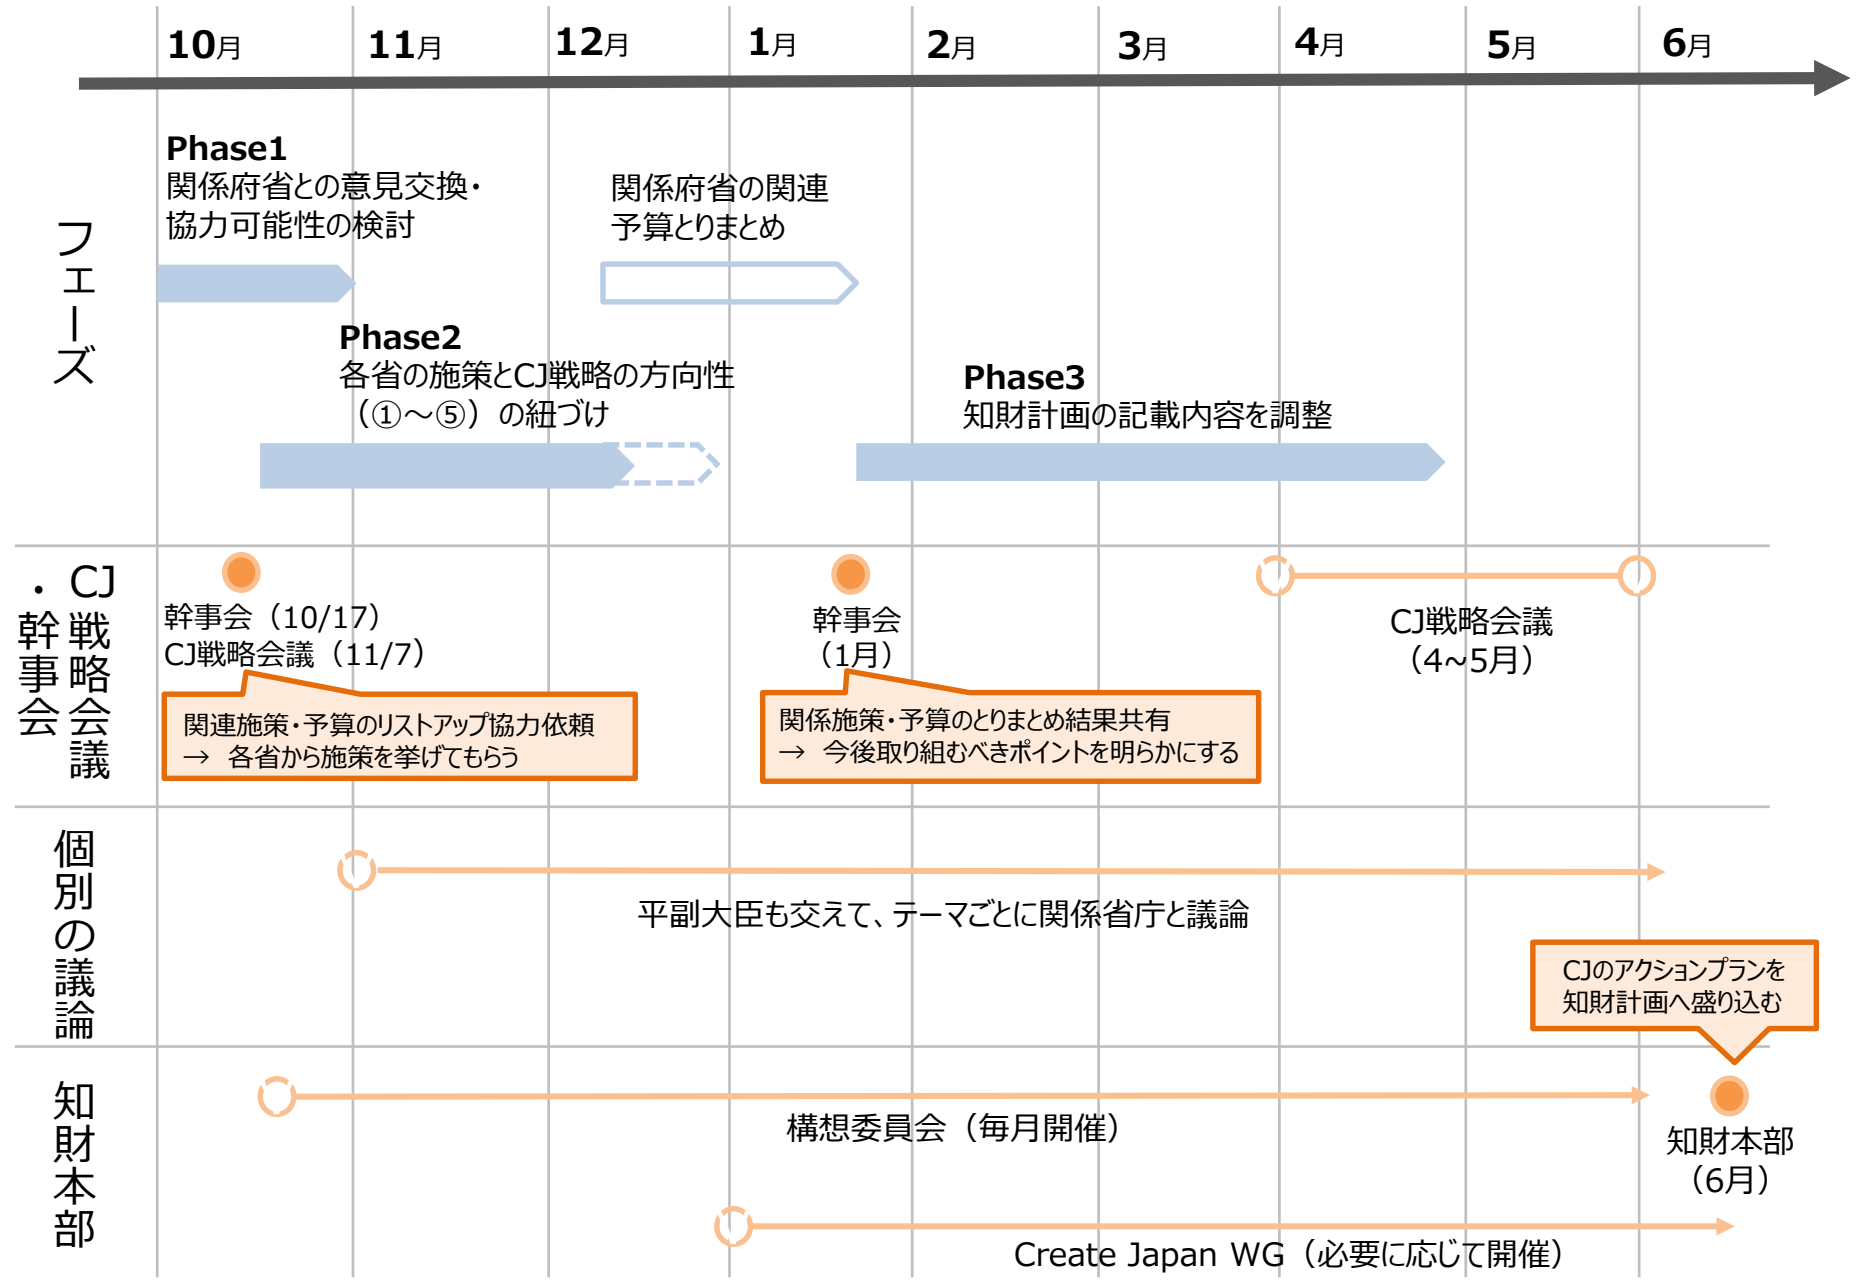 10月
11月
12月
1月
2月
3月
4月
5月
6月
フェーズ
Phase1
関係府省との意見交換・
協力可能性の検討
関係府省の関連
予算とりまとめ
Phase2
各省の施策とCJ戦略の方向性
（①～⑤）の紐づけ
Phase3
知財計画の記載内容を調整
CJ戦略会議
・幹事会
幹事会（10/17）
CJ戦略会議（11/7）
関連施策・予算のリストアップ協力依頼
→ 各省から施策を挙げてもらう
幹事会
（1月）
関係施策・予算のとりまとめ結果共有
→ 今後取り組むべきポイントを明らかにする
CJ戦略会議
（4~5月）
個別の議論
平副大臣も交えて、テーマごとに関係省庁と議論
CJのアクションプランを
知財計画へ盛り込む
知財本部
構想委員会（毎月開催）
知財本部
（6月）
Create Japan WG（必要に応じて開催）